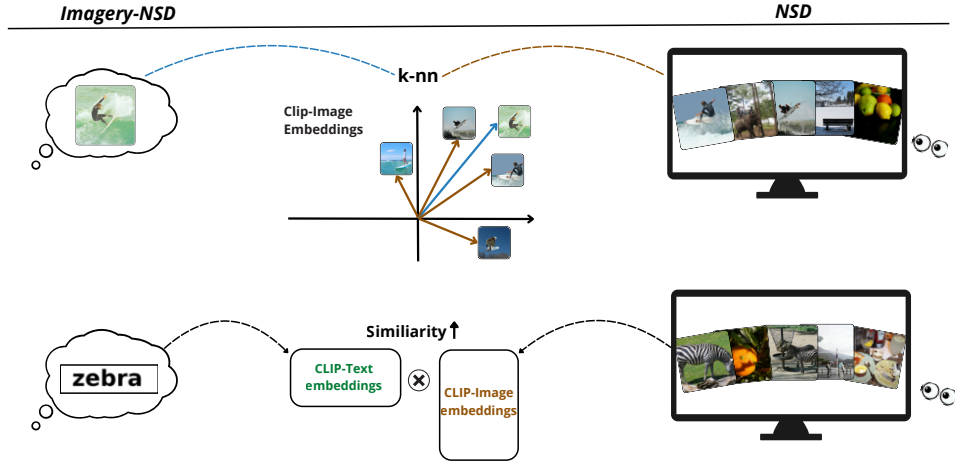 Imagery-NSD
NSD
k-nn
Clip-Image
Embeddings
Similiarity
zebra
CLIP-Text
embeddings
CLIP-Image
embeddings